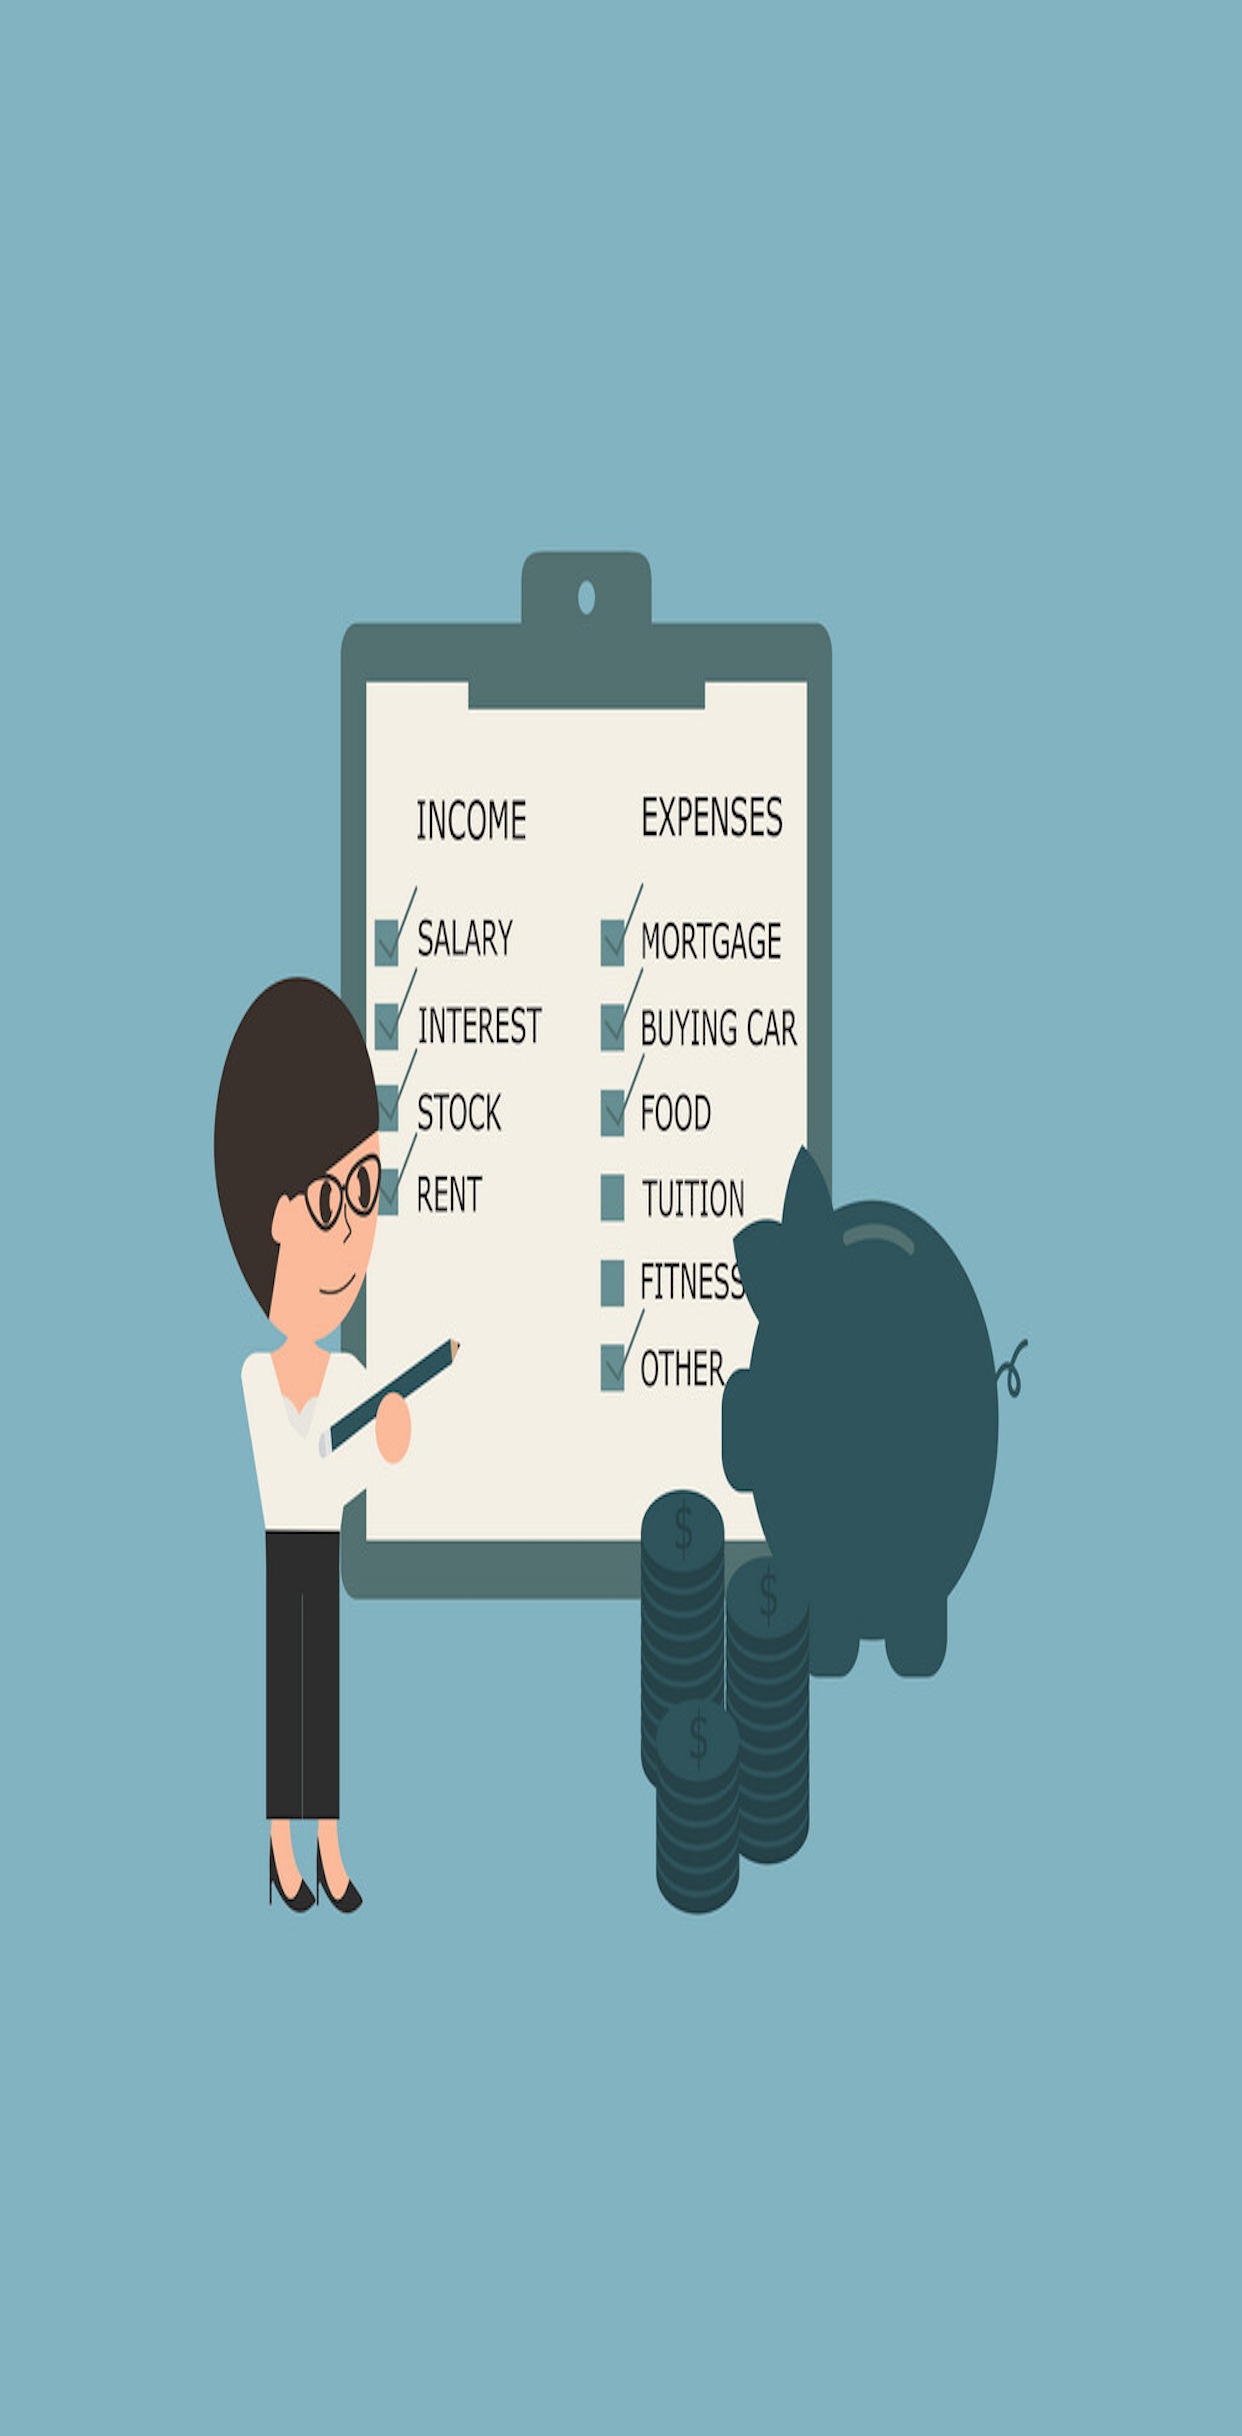 INCOME
SALARY
INTEREST
STOCK
RENT
EXPENSES
MORTGAGE
BUYING CAR
FOOD
TUITION
FITNESS
OTHER
$
$
$